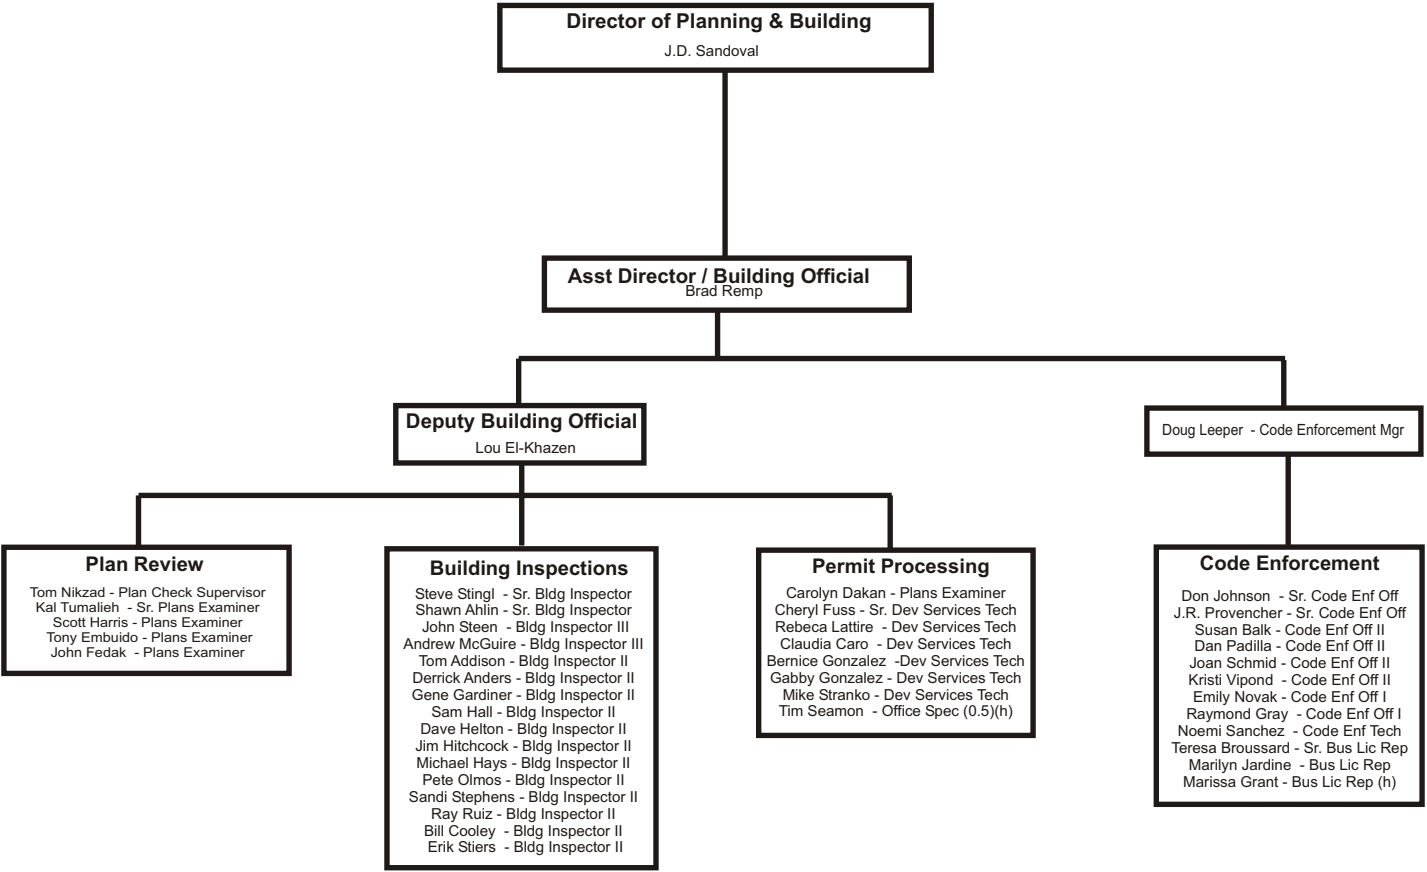 Director of Planning & Building
J.D. Sandoval
Asst Director / Building Official
Brad Remp
Deputy Building Official
Lou El-Khazen
Doug Leeper - Code Enforcement Mgr
Plan Review
Tom Nikzad - Plan Check Supervisor
Kal Tumalieh - Sr. Plans Examiner
Scott Harris - Plans Examiner
Tony Embuido - Plans Examiner
John Fedak - Plans Examiner
Building Inspections
Steve Stingl - Sr. Bldg Inspector
Shawn Ahlin - Sr. Bldg Inspector
John Steen - Bldg Inspector III
Andrew McGuire - Bldg Inspector III
Tom Addison - Bldg Inspector II
Derrick Anders - Bldg Inspector II
Gene Gardiner - Bldg Inspector II
Sam Hall - Bldg Inspector II
Dave Helton - Bldg Inspector II
Jim Hitchcock - Bldg Inspector II
Michael Hays - Bldg Inspector II
Pete Olmos - Bldg Inspector II
Sandi Stephens - Bldg Inspector II
Ray Ruiz - Bldg Inspector II
Bill Cooley - Bldg Inspector II
Erik Stiers - Bldg Inspector II
Permit Processing
Carolyn Dakan - Plans Examiner
Cheryl Fuss - Sr. Dev Services Tech
Rebeca Lattire - Dev Services Tech
Claudia Caro - Dev Services Tech
Bernice Gonzalez -Dev Services Tech
Gabby Gonzalez - Dev Services Tech
Mike Stranko - Dev Services Tech
Tim Seamon - Office Spec (0.5)(h)
Code Enforcement
Don Johnson - Sr. Code Enf Off
J.R. Provencher - Sr. Code Enf Off
Susan Balk - Code Enf Off II
Dan Padilla - Code Enf Off II
Joan Schmid - Code Enf Off II
Kristi Vipond - Code Enf Off II
Emily Novak - Code Enf Off I
Raymond Gray - Code Enf Off I
Noemi Sanchez - Code Enf Tech
Teresa Broussard - Sr. Bus Lic Rep
Marilyn Jardine - Bus Lic Rep
Marissa Grant - Bus Lic Rep (h)